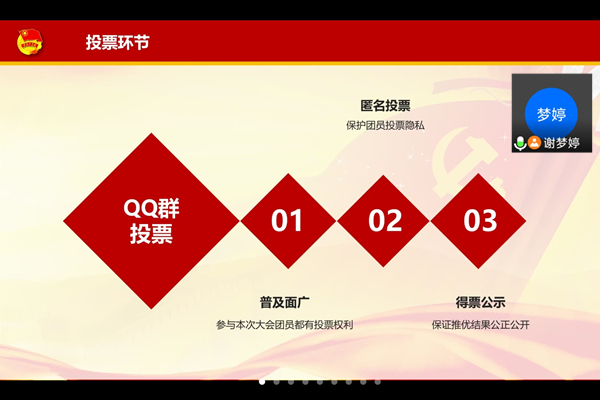 投票环节
匿名投票
保护团员投票隐私
梦婷
谢梦婷
QQ群
投票
01
02
03
普及面广
参与本次大会团员都有投票权利
得票公示
保证推优结果公正公开